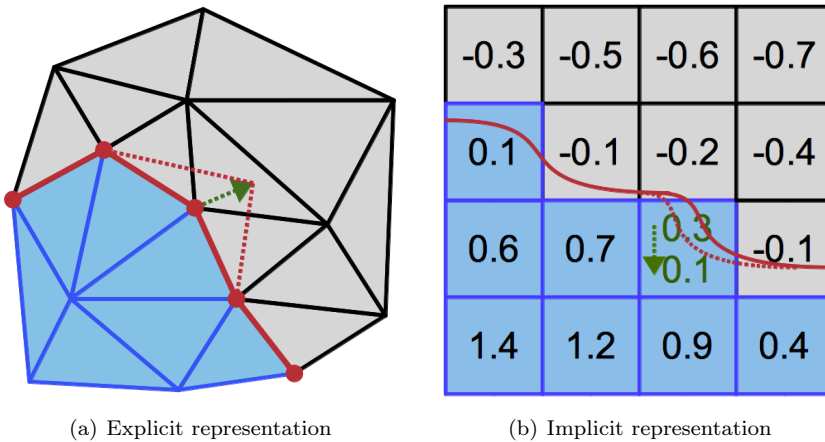 -0.3 -0.5 -0.6 -0.7
0.1 -0.1 -0.2 -0.4
0.3
0.6 0.7 -0.1
0.1
1.4 1.2 0.9 0.4
(a) Explicit representation
(b) Implicit representation